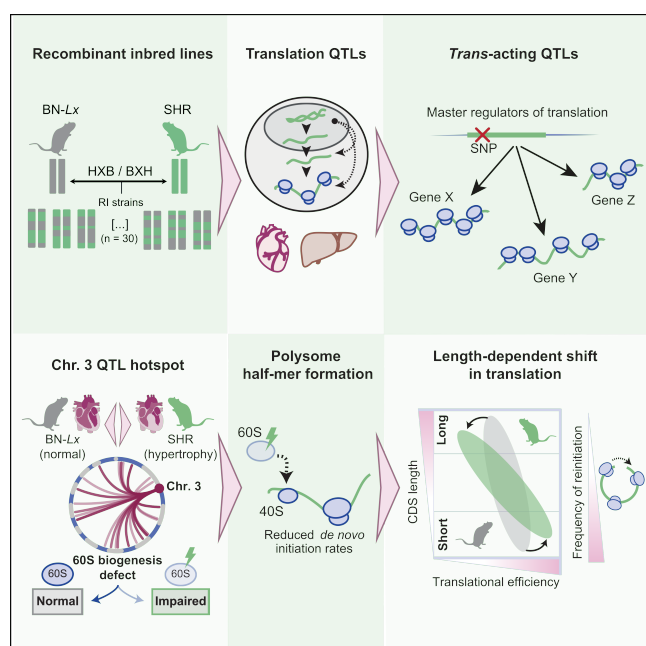 Recombinant inbred lines
BN-Lx
SHR
HXB / BXH
RI strains
[...]
(n = 30)
Translation QTLs
Trans-acting QTLs
Master regulators of translation
SNP
Gene X
Gene Z
Gene Y
Chr. 3 QTL hotspot
BN-Lx
(normal)
SHR
(hypertrophy)
Chr. 3
60S biogenesis
defect
60S
60S
Normal
Impaired
Polysome
half-mer formation
60S
40S
Reduced de novo
initiation rates
Length-dependent shift
in translation
CDS length
Long
Short
Translational efficiency
Frequency of reinitiation